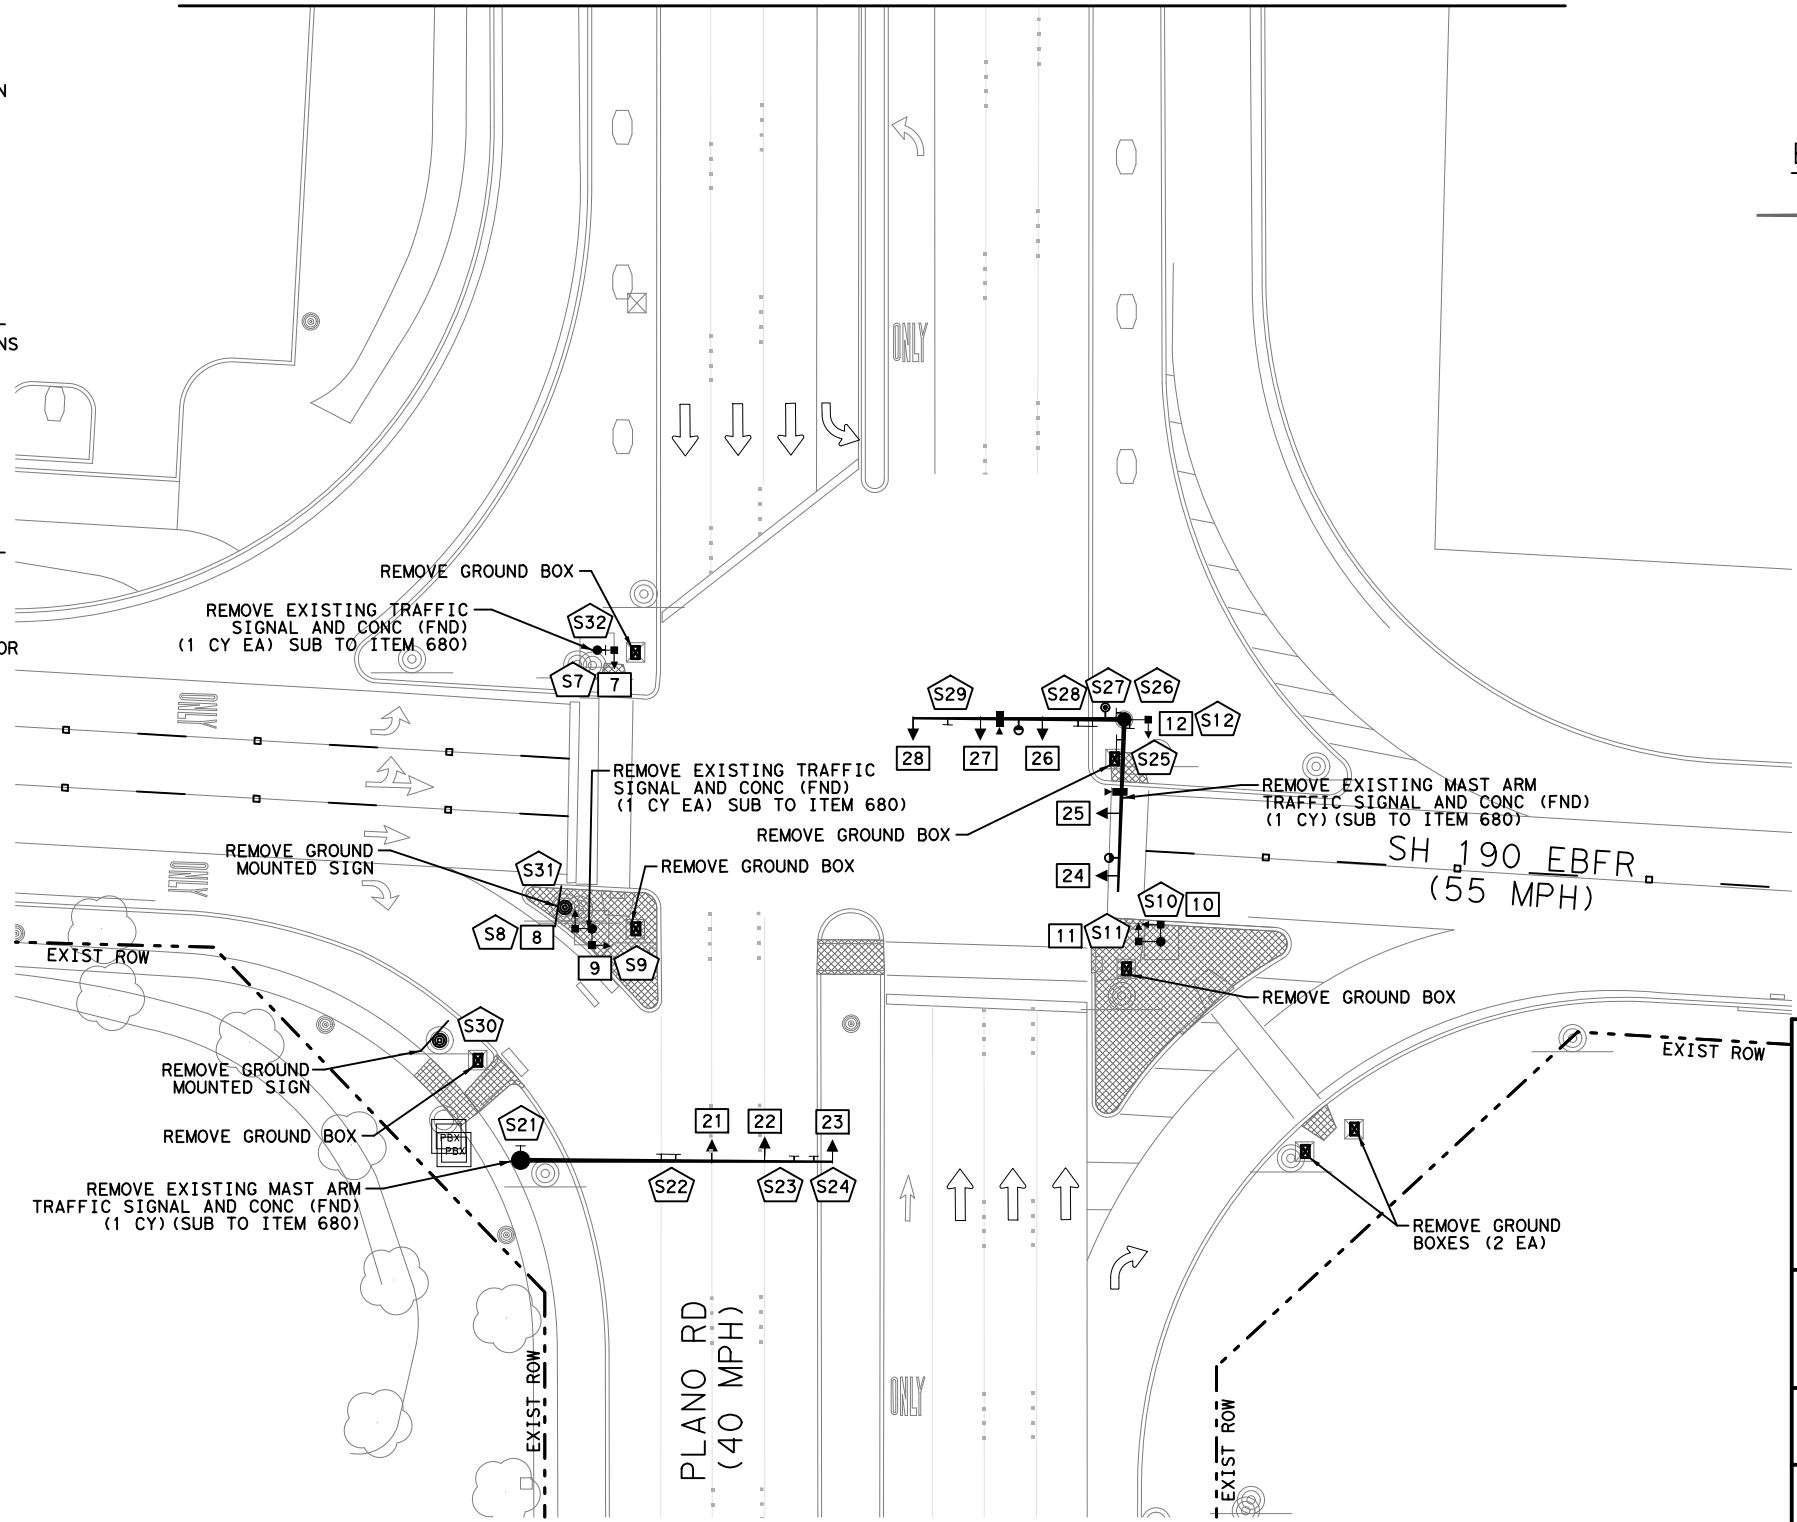 N
E
NS
OR
ONLY
REMOVE GROUND BOX
REMOVE EXISTING TRAFFIC
SIGNAL AND CONC (FND)
(1 CY EA) SUB TO ITEM 680)
S32
S7
7
ONLY
S29
S28
S27
S26
12
S12
28
27
26
S25
REMOVE EXISTING TRAFFIC
SIGNAL AND CONC (FND)
(1 CY EA) SUB TO ITEM 680)
REMOVE GROUND BOX
25
24
REMOVE EXISTING MAST ARM
TRAFFIC SIGNAL AND CONC (FND)
(1 CY)(SUB TO ITEM 680)
SH 190 EBFR
(55 MPH)
REMOVE GROUND
MOUNTED SIGN
ONLY
S31
REMOVE GROUND BOX
S8
8
9
S9
S10
10
11
S11
REMOVE GROUND BOX
EXIST ROW
S30
REMOVE GROUND
MOUNTED SIGN
REMOVE GROUND BOX
PBX
PBX
S21
21
22
23
S22
S23
S24
REMOVE EXISTING MAST ARM
TRAFFIC SIGNAL AND CONC (FND)
(1 CY)(SUB TO ITEM 680)
EXIST ROW
REMOVE GROUND
BOXES (2 EA)
PLANO RD
(40 MPH)
EXIST ROW
ONLY
EXIST ROW